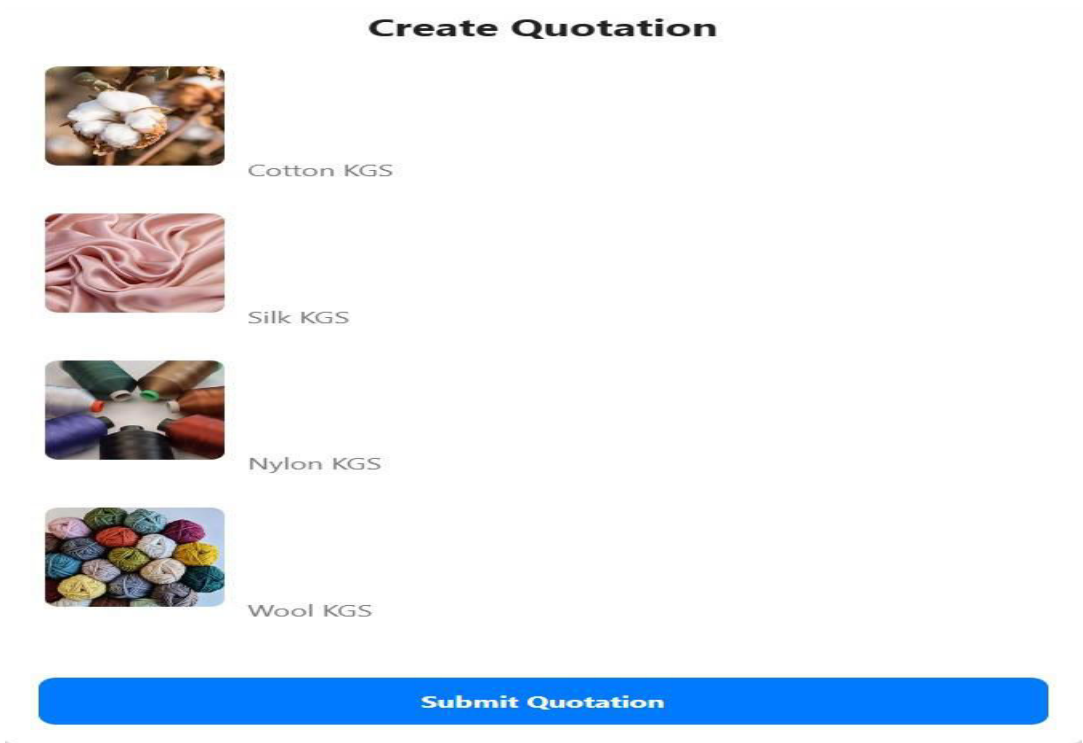 Create Quotation
Cotton KGS
Silk KGS
Nylon KGS
Wool KGS
Submit Quotation